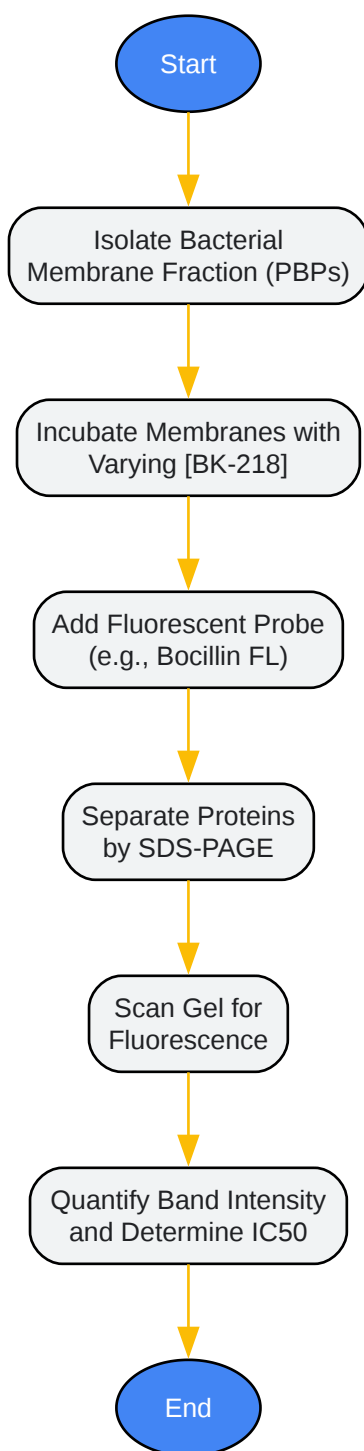 Start
Isolate Bacterial
Membrane Fraction (PBPs)
Incubate Membranes with
Varying [BK-218]
Add Fluorescent Probe
(e.g., Bocillin FL)
Separate Proteins
by SDS-PAGE
Scan Gel for
Fluorescence
Quantify Band Intensity
and Determine IC50
End